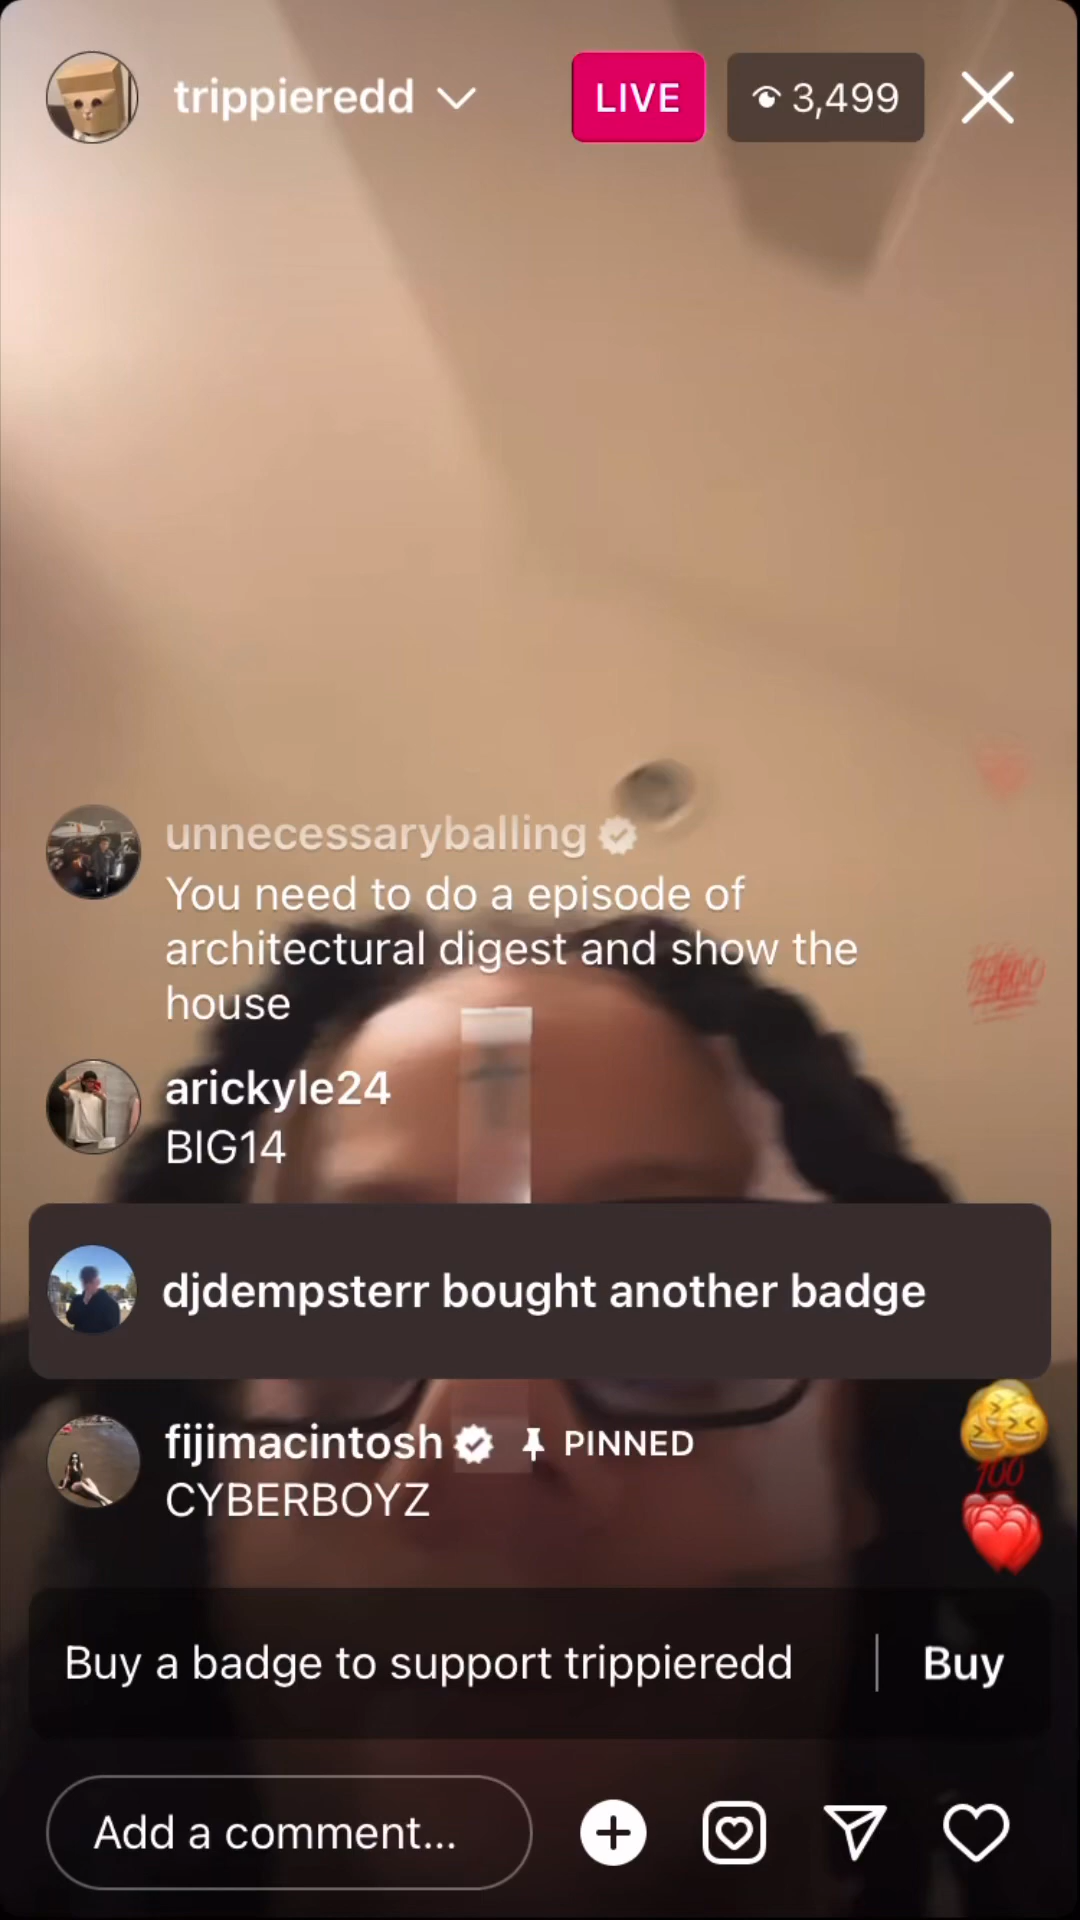 trippieredd
LIVE
3,499
unnecessaryballing
You need to do a episode of
architectural digest and show the
house
arickyle24
BIG14
djdempsterr bought another badge
fijimacintosh PINNED
CYBERBOYZ
Buy a badge to support trippieredd
Buy
Add a comment...